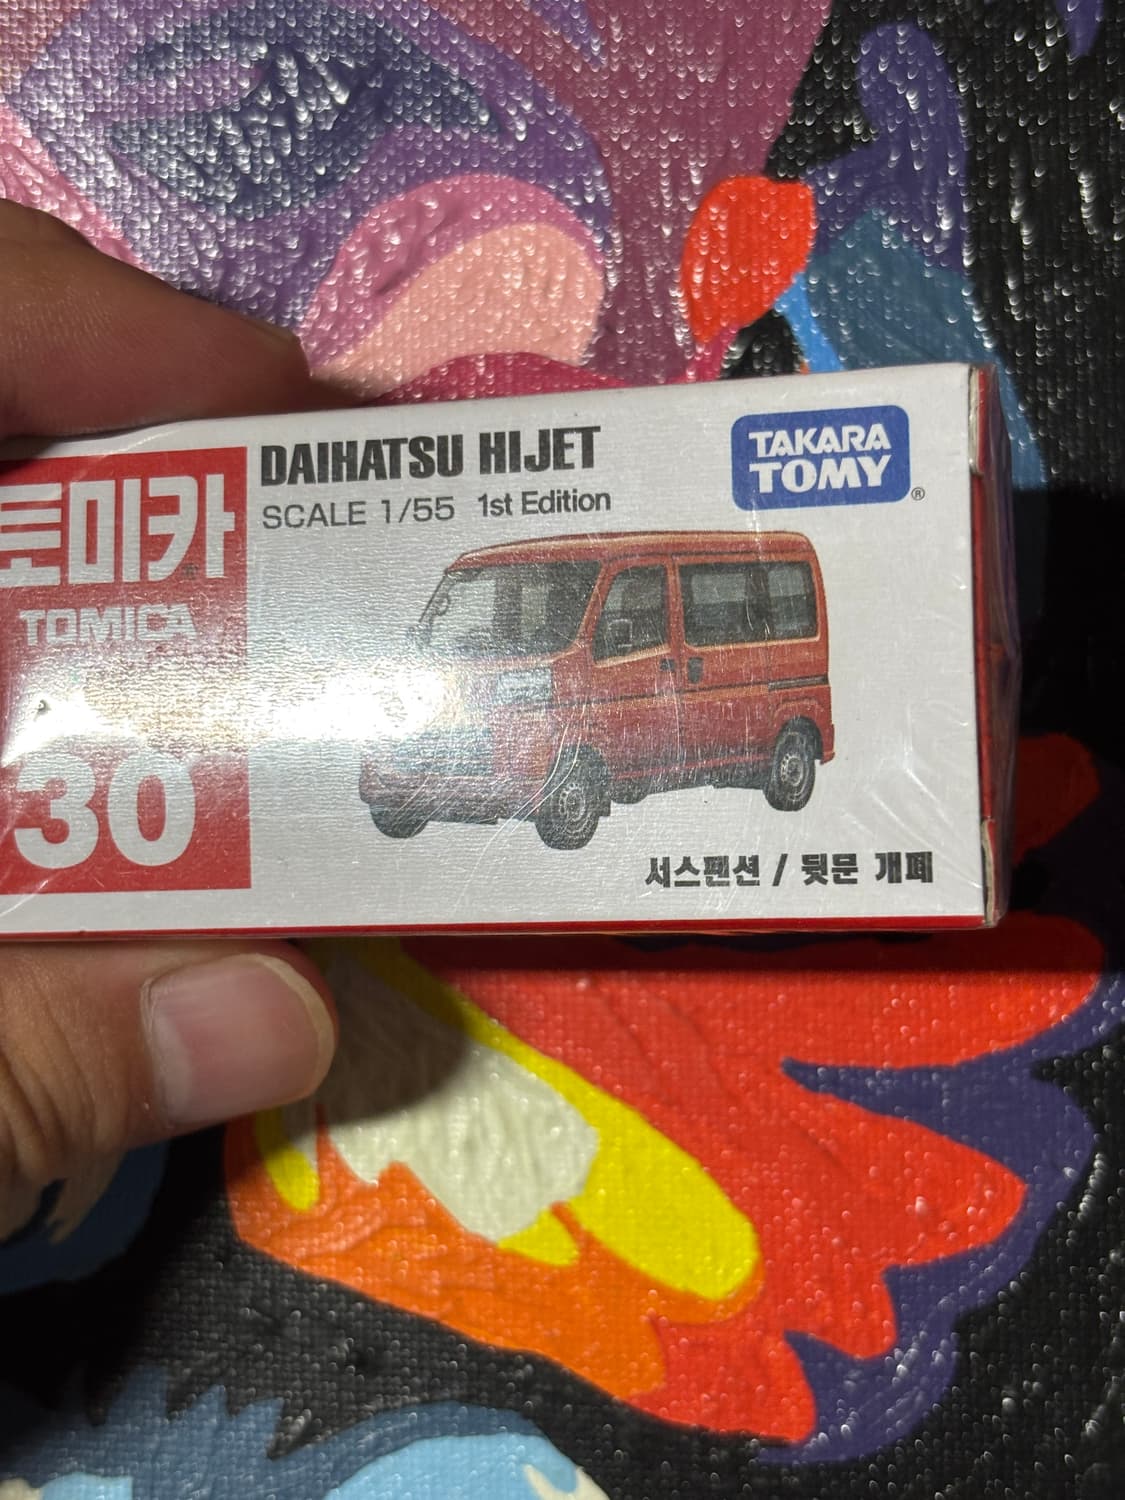 토미카
TOMICA
30
DAIHATSU HIJET
SCALE 1/55 1st Edition
TAKARA
TOMY®
서스펜션 / 뒷문 개폐